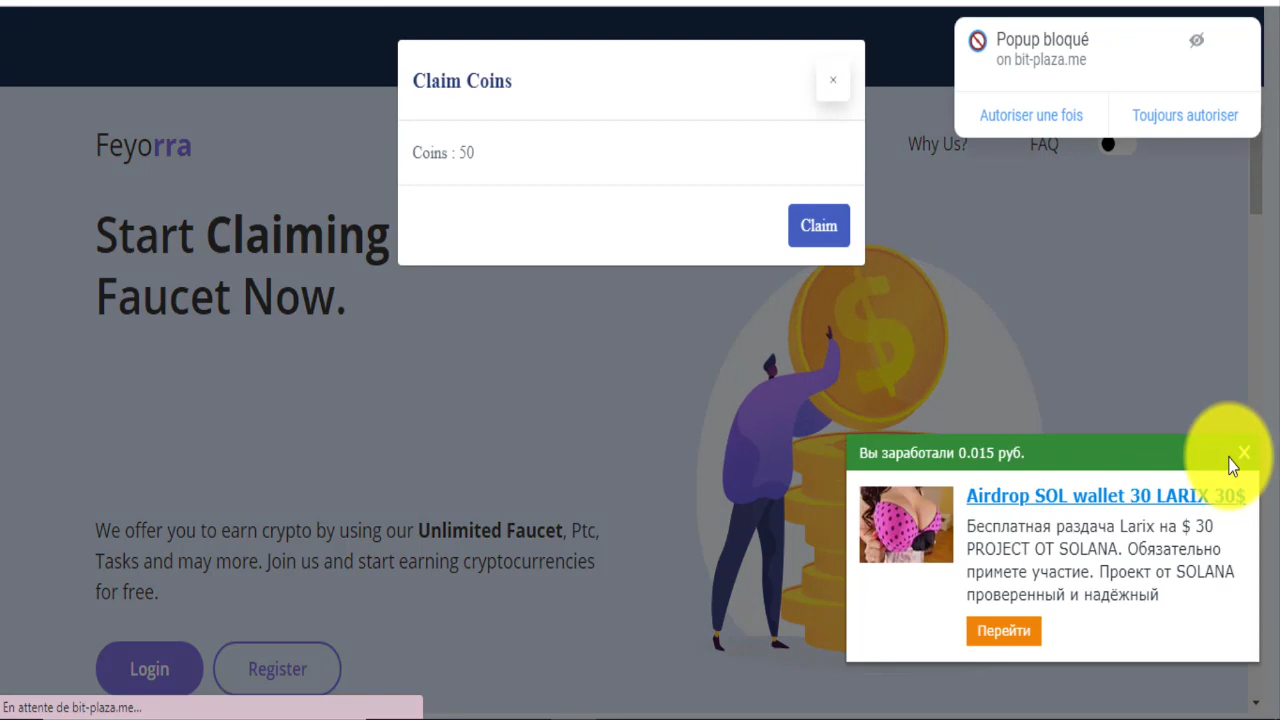 Popup bloqué
on bit-plaza.me
Autoriser une fois
Toujours autoriser
Claim Coins
×
Coins : 50
Claim
Feyorra
Why Us?
FAQ
Start Claiming
Faucet Now.
We offer you to earn crypto by using our Unlimited Faucet, Ptc,
Tasks and may more. Join us and start earning cryptocurrencies
for free.
Login
Register
Вы заработали 0.015 руб.
Airdrop SOL wallet 30 LARIX 30$
Бесплатная раздача Larix на $ 30
PROJECT ОТ SOLANA. Обязательно
примете участие. Проект от SOLANA
проверенный и надёжный
Перейти
En attente de bit-plaza.me...